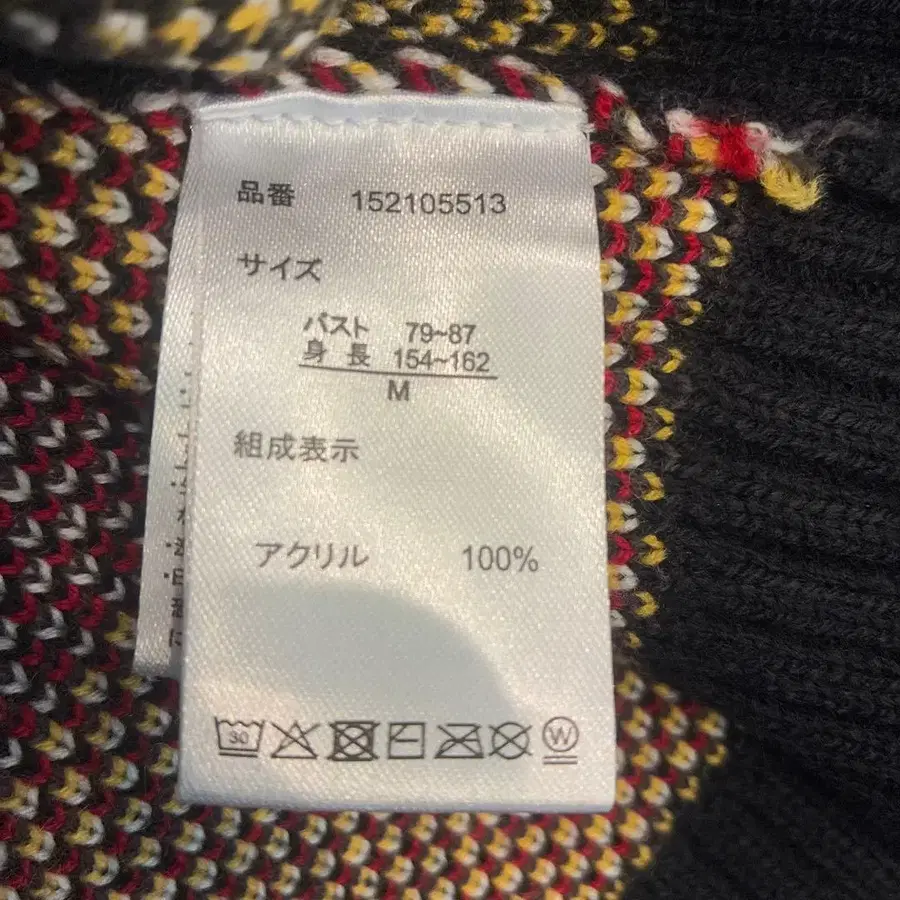 品番 152105513
サイズ
バスト 79~87
身長 154~162
M
組成表示
アクリル 100%
30
W